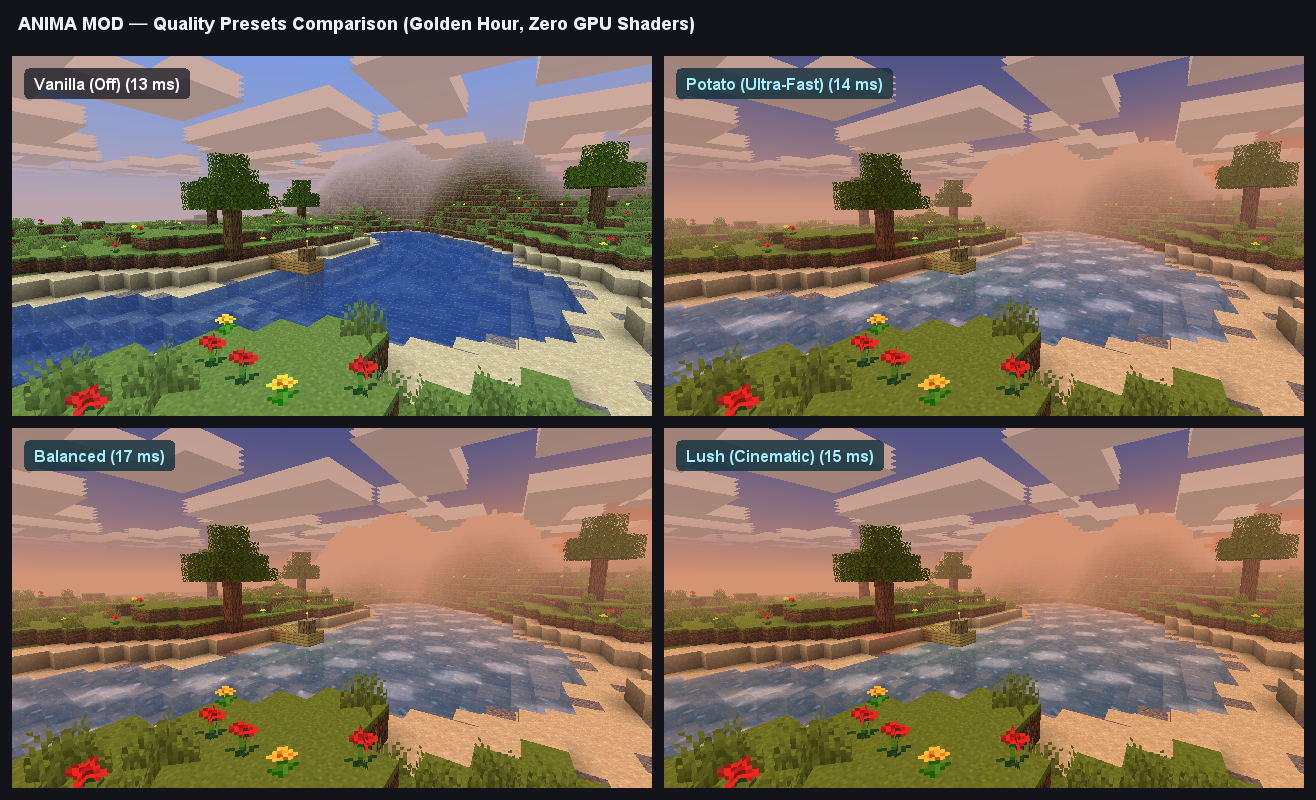 ANIMA MOD — Quality Presets Comparison (Golden Hour, Zero GPU Shaders)
Vanilla (Off) (13 ms)
Potato (Ultra-Fast) (14 ms)
Balanced (17 ms)
Lush (Cinematic) (15 ms)